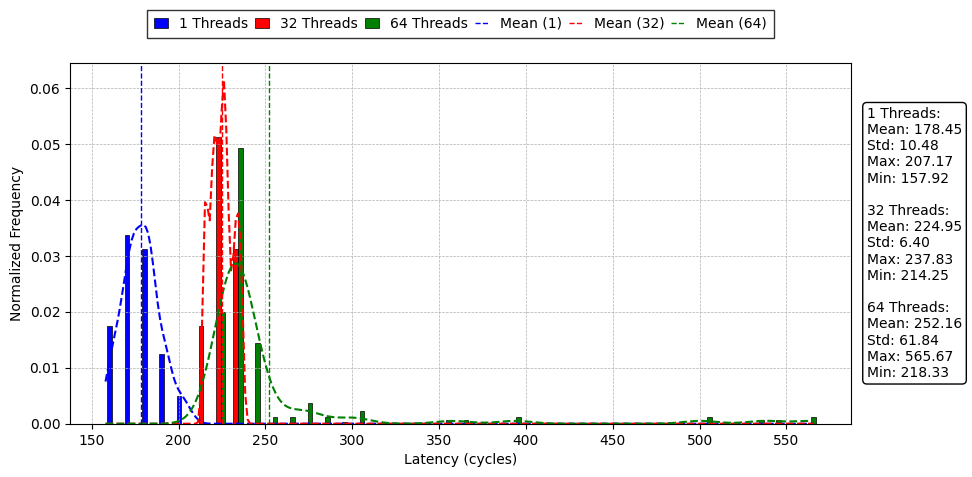 1 Threads 32 Threads 64 Threads Mean (1) Mean (32) Mean (64)
Normalized Frequency
0.06
0.05
0.04
0.03
0.02
0.01
0.00
150 200 250 300 350 400 450 500 550
Latency (cycles)
1 Threads:
Mean: 178.45
Std: 10.48
Max: 207.17
Min: 157.92
32 Threads:
Mean: 224.95
Std: 6.40
Max: 237.83
Min: 214.25
64 Threads:
Mean: 252.16
Std: 61.84
Max: 565.67
Min: 218.33